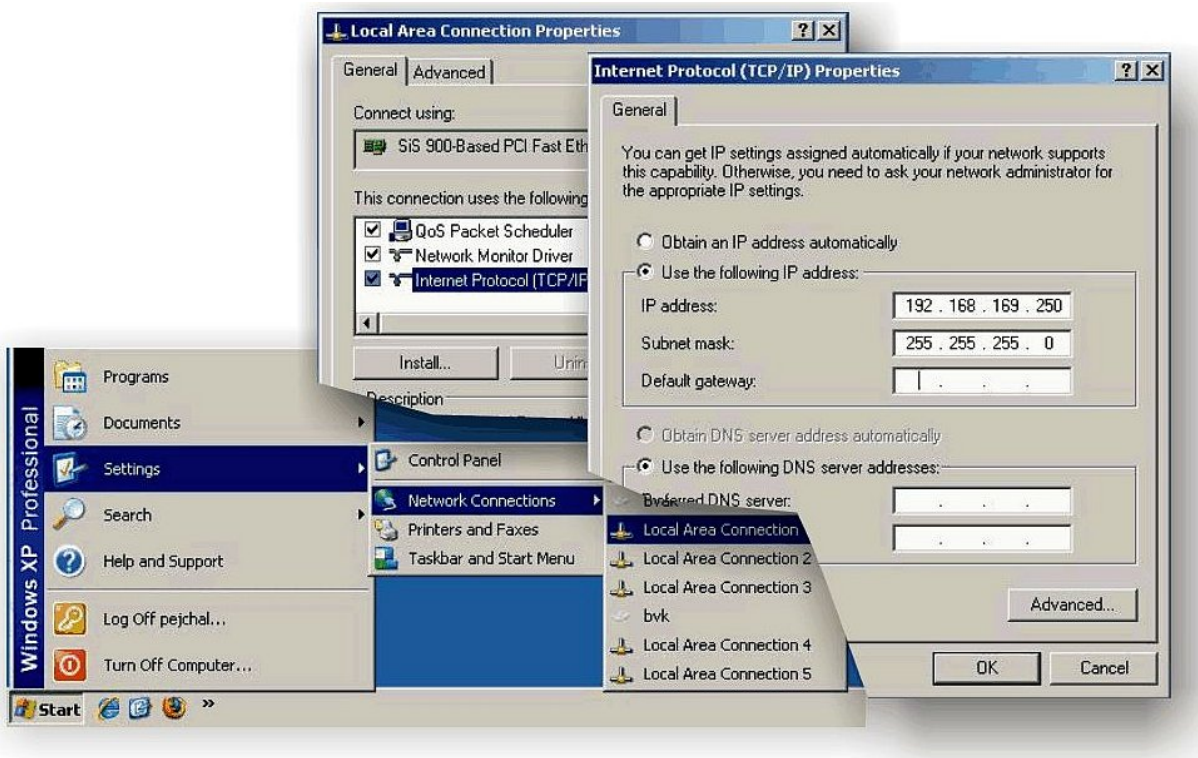 Local Area Connection Properties
General
Advanced
Connect using:
SiS 900-Based PCI Fast Eth
This connection uses the following
QoS Packet Scheduler
Network Monitor Driver
Internet Protocol (TCP/IP
Install...
Unin
Description
Internet Protocol (TCP/IP) Properties
General
You can get IP settings assigned automatically if your network supports
this capability. Otherwise, you need to ask your network administrator for
the appropriate IP settings.
Obtain an IP address automatically
Use the following IP address:
IP address:
192 . 168 . 169 . 250
Subnet mask:
255 . 255 . 255 . 0
Default gateway:
. . .
Obtain DNS server address automatically
Use the following DNS server addresses:
DNS server:
. . .
. . .
Advanced...
OK
Cancel
Windows XP Professional
Programs
Documents
Settings
Search
Help and Support
Log Off pejchal...
Turn Off Computer...
Control Panel
Network Connections
Printers and Faxes
Taskbar and Start Menu
Local Area Connection
Local Area Connection 2
Local Area Connection 3
bvk
Local Area Connection 4
Local Area Connection 5
Start
»